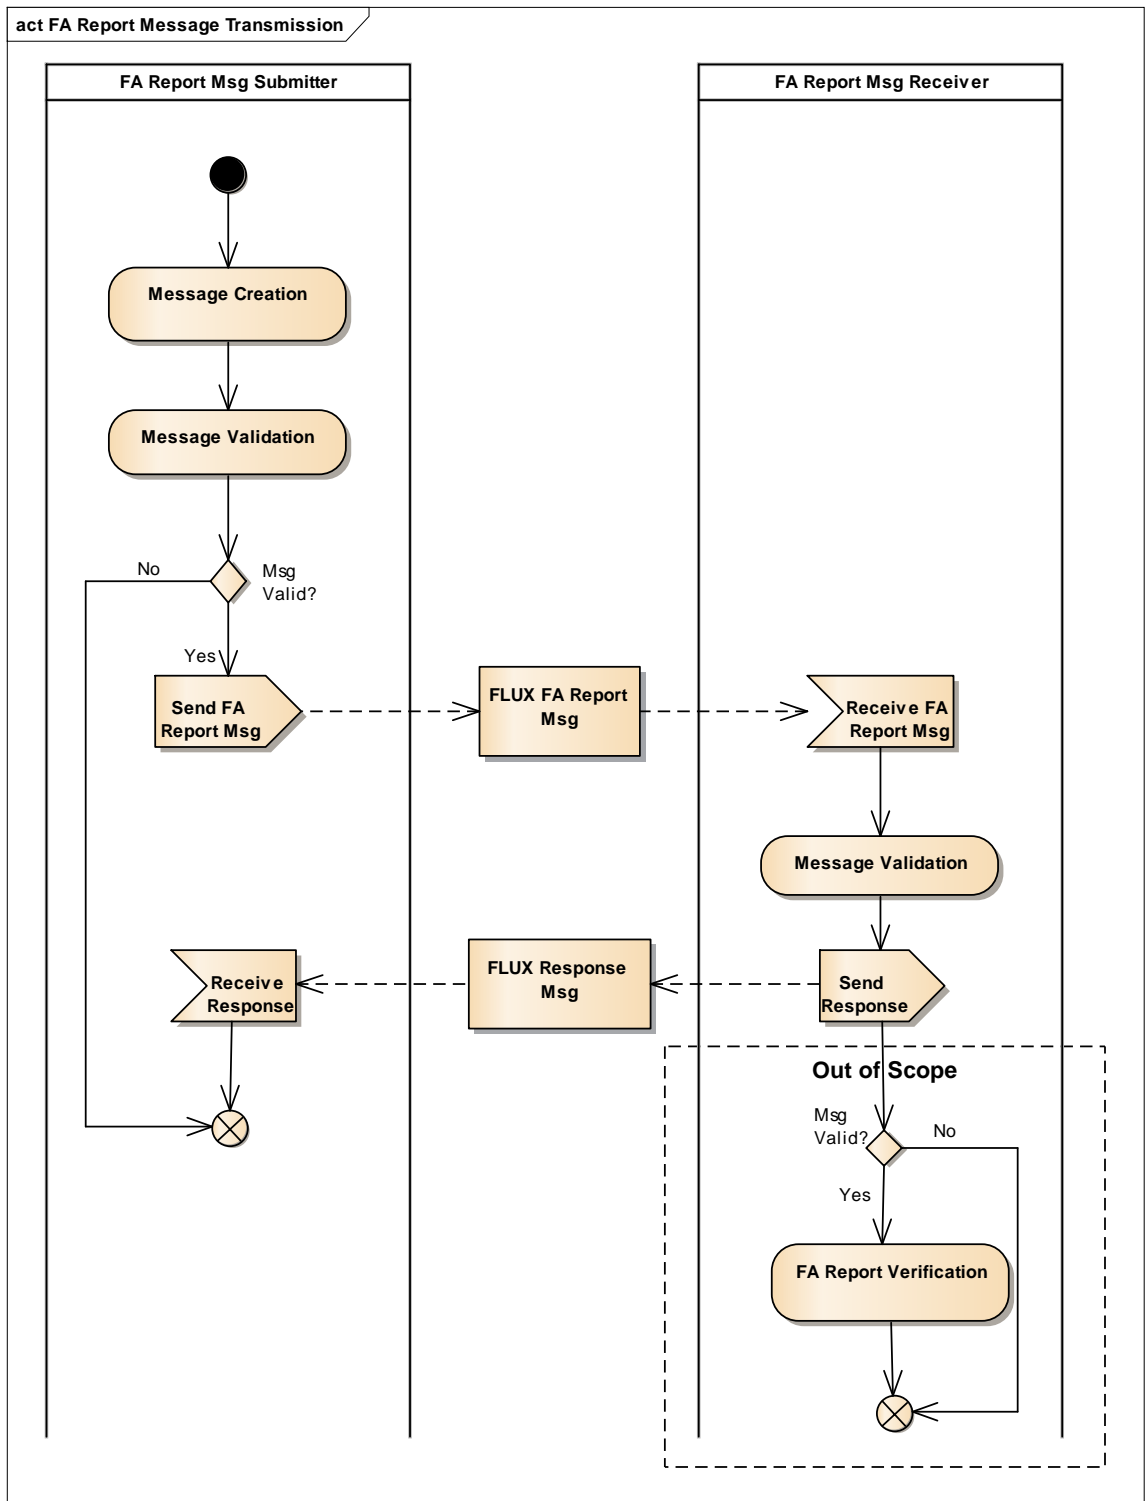 act FA Report Message Transmission
FA Report Msg Submitter
FA Report Msg Receiver
Message Creation
Message Validation
No
Msg
Valid?
Yes
Send FA
Report Msg
FLUX FA Report
Msg
Receive FA
Report Msg
Message Validation
Receive
Response
FLUX Response
Msg
Send
Response
Out of Scope
Msg
Valid?
No
Yes
FA Report Verification